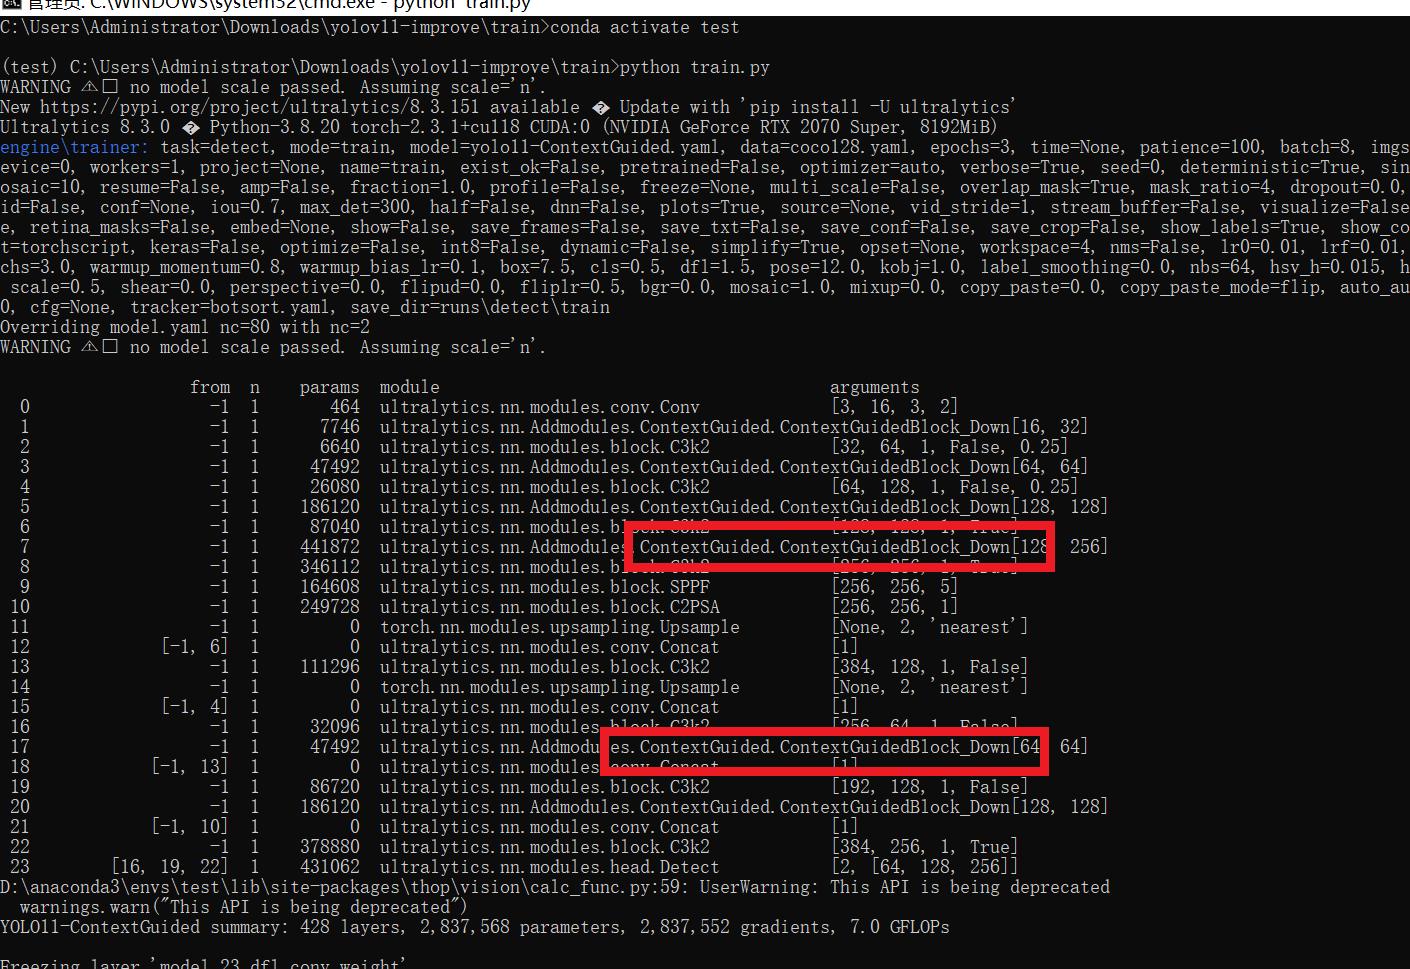 管理员: C:\WINDOWS\system32\cmd.exe - python train.py
C:\Users\Administrator\Downloads\yolov11-improve\train>conda activate test
(test) C:\Users\Administrator\Downloads\yolov11-improve\train>python train.py
WARNING ⚠□ no model scale passed. Assuming scale='n'.
New https://pypi.org/project/ultralytics/8.3.151 available � Update with 'pip install -U ultralytics'
Ultralytics 8.3.0 � Python-3.8.20 torch-2.3.1+cu118 CUDA:0 (NVIDIA GeForce RTX 2070 Super, 8192MiB)
engine\trainer: task=detect, mode=train, model=yolo11-ContextGuided.yaml, data=coco128.yaml, epochs=3, time=None, patience=100, batch=8, imgs
evice=0, workers=1, project=None, name=train, exist_ok=False, pretrained=False, optimizer=auto, verbose=True, seed=0, deterministic=True, sin
osaic=10, resume=False, amp=False, fraction=1.0, profile=False, freeze=None, multi_scale=False, overlap_mask=True, mask_ratio=4, dropout=0.0,
id=False, conf=None, iou=0.7, max_det=300, half=False, dnn=False, plots=True, source=None, vid_stride=1, stream_buffer=False, visualize=False
e, retina_masks=False, embed=None, show=False, save_frames=False, save_txt=False, save_conf=False, save_crop=False, show_labels=True, show_co
t=torchscript, keras=False, optimize=False, int8=False, dynamic=False, simplify=True, opset=None, workspace=4, nms=False, lr0=0.01, lrf=0.01,
chs=3.0, warmup_momentum=0.8, warmup_bias_lr=0.1, box=7.5, cls=0.5, dfl=1.5, pose=12.0, kobj=1.0, label_smoothing=0.0, nbs=64, hsv_h=0.015, h
 scale=0.5, shear=0.0, perspective=0.0, flipud=0.0, fliplr=0.5, bgr=0.0, mosaic=1.0, mixup=0.0, copy_paste=0.0, copy_paste_mode=flip, auto_au
0, cfg=None, tracker=botsort.yaml, save_dir=runs\detect\train
Overriding model.yaml nc=80 with nc=2
WARNING ⚠□ no model scale passed. Assuming scale='n'.
from n params module arguments
0 -1 1 464 ultralytics.nn.modules.conv.Conv [3, 16, 3, 2]
1 -1 1 7746 ultralytics.nn.Addmodules.ContextGuided.ContextGuidedBlock_Down[16, 32]
2 -1 1 6640 ultralytics.nn.modules.block.C3k2 [32, 64, 1, False, 0.25]
3 -1 1 47492 ultralytics.nn.Addmodules.ContextGuided.ContextGuidedBlock_Down[64, 64]
4 -1 1 26080 ultralytics.nn.modules.block.C3k2 [64, 128, 1, False, 0.25]
5 -1 1 186120 ultralytics.nn.Addmodules.ContextGuided.ContextGuidedBlock_Down[128, 128]
6 -1 1 87040 ultralytics.nn.modules.block.C3k2 [128, 128, 1, True]
7 -1 1 441872 ultralytics.nn.Addmodules.ContextGuided.ContextGuidedBlock_Down[128, 256]
8 -1 1 346112 ultralytics.nn.modules.block.C3k2 [256, 256, 1, True]
9 -1 1 164608 ultralytics.nn.modules.block.SPPF [256, 256, 5]
10 -1 1 249728 ultralytics.nn.modules.block.C2PSA [256, 256, 1]
11 -1 1 0 torch.nn.modules.upsampling.Upsample [None, 2, 'nearest']
12 [-1, 6] 1 0 ultralytics.nn.modules.conv.Concat [1]
13 -1 1 111296 ultralytics.nn.modules.block.C3k2 [384, 128, 1, False]
14 -1 1 0 torch.nn.modules.upsampling.Upsample [None, 2, 'nearest']
15 [-1, 4] 1 0 ultralytics.nn.modules.conv.Concat [1]
16 -1 1 32096 ultralytics.nn.modules.block.C3k2 [256, 64, 1, False]
17 -1 1 47492 ultralytics.nn.Addmodules.ContextGuided.ContextGuidedBlock_Down[64, 64]
18 [-1, 13] 1 0 ultralytics.nn.modules.conv.Concat [1]
19 -1 1 86720 ultralytics.nn.modules.block.C3k2 [192, 128, 1, False]
20 -1 1 186120 ultralytics.nn.Addmodules.ContextGuided.ContextGuidedBlock_Down[128, 128]
21 [-1, 10] 1 0 ultralytics.nn.modules.conv.Concat [1]
22 -1 1 378880 ultralytics.nn.modules.block.C3k2 [384, 256, 1, True]
23 [16, 19, 22] 1 431062 ultralytics.nn.modules.head.Detect [2, [64, 128, 256]]
D:\anaconda3\envs\test\lib\site-packages\thop\vision\calc_func.py:59: UserWarning: This API is being deprecated
  warnings.warn("This API is being deprecated")
YOLO11-ContextGuided summary: 428 layers, 2,837,568 parameters, 2,837,552 gradients, 7.0 GFLOPs
Freezing layer 'model.23.dfl.conv.weight'